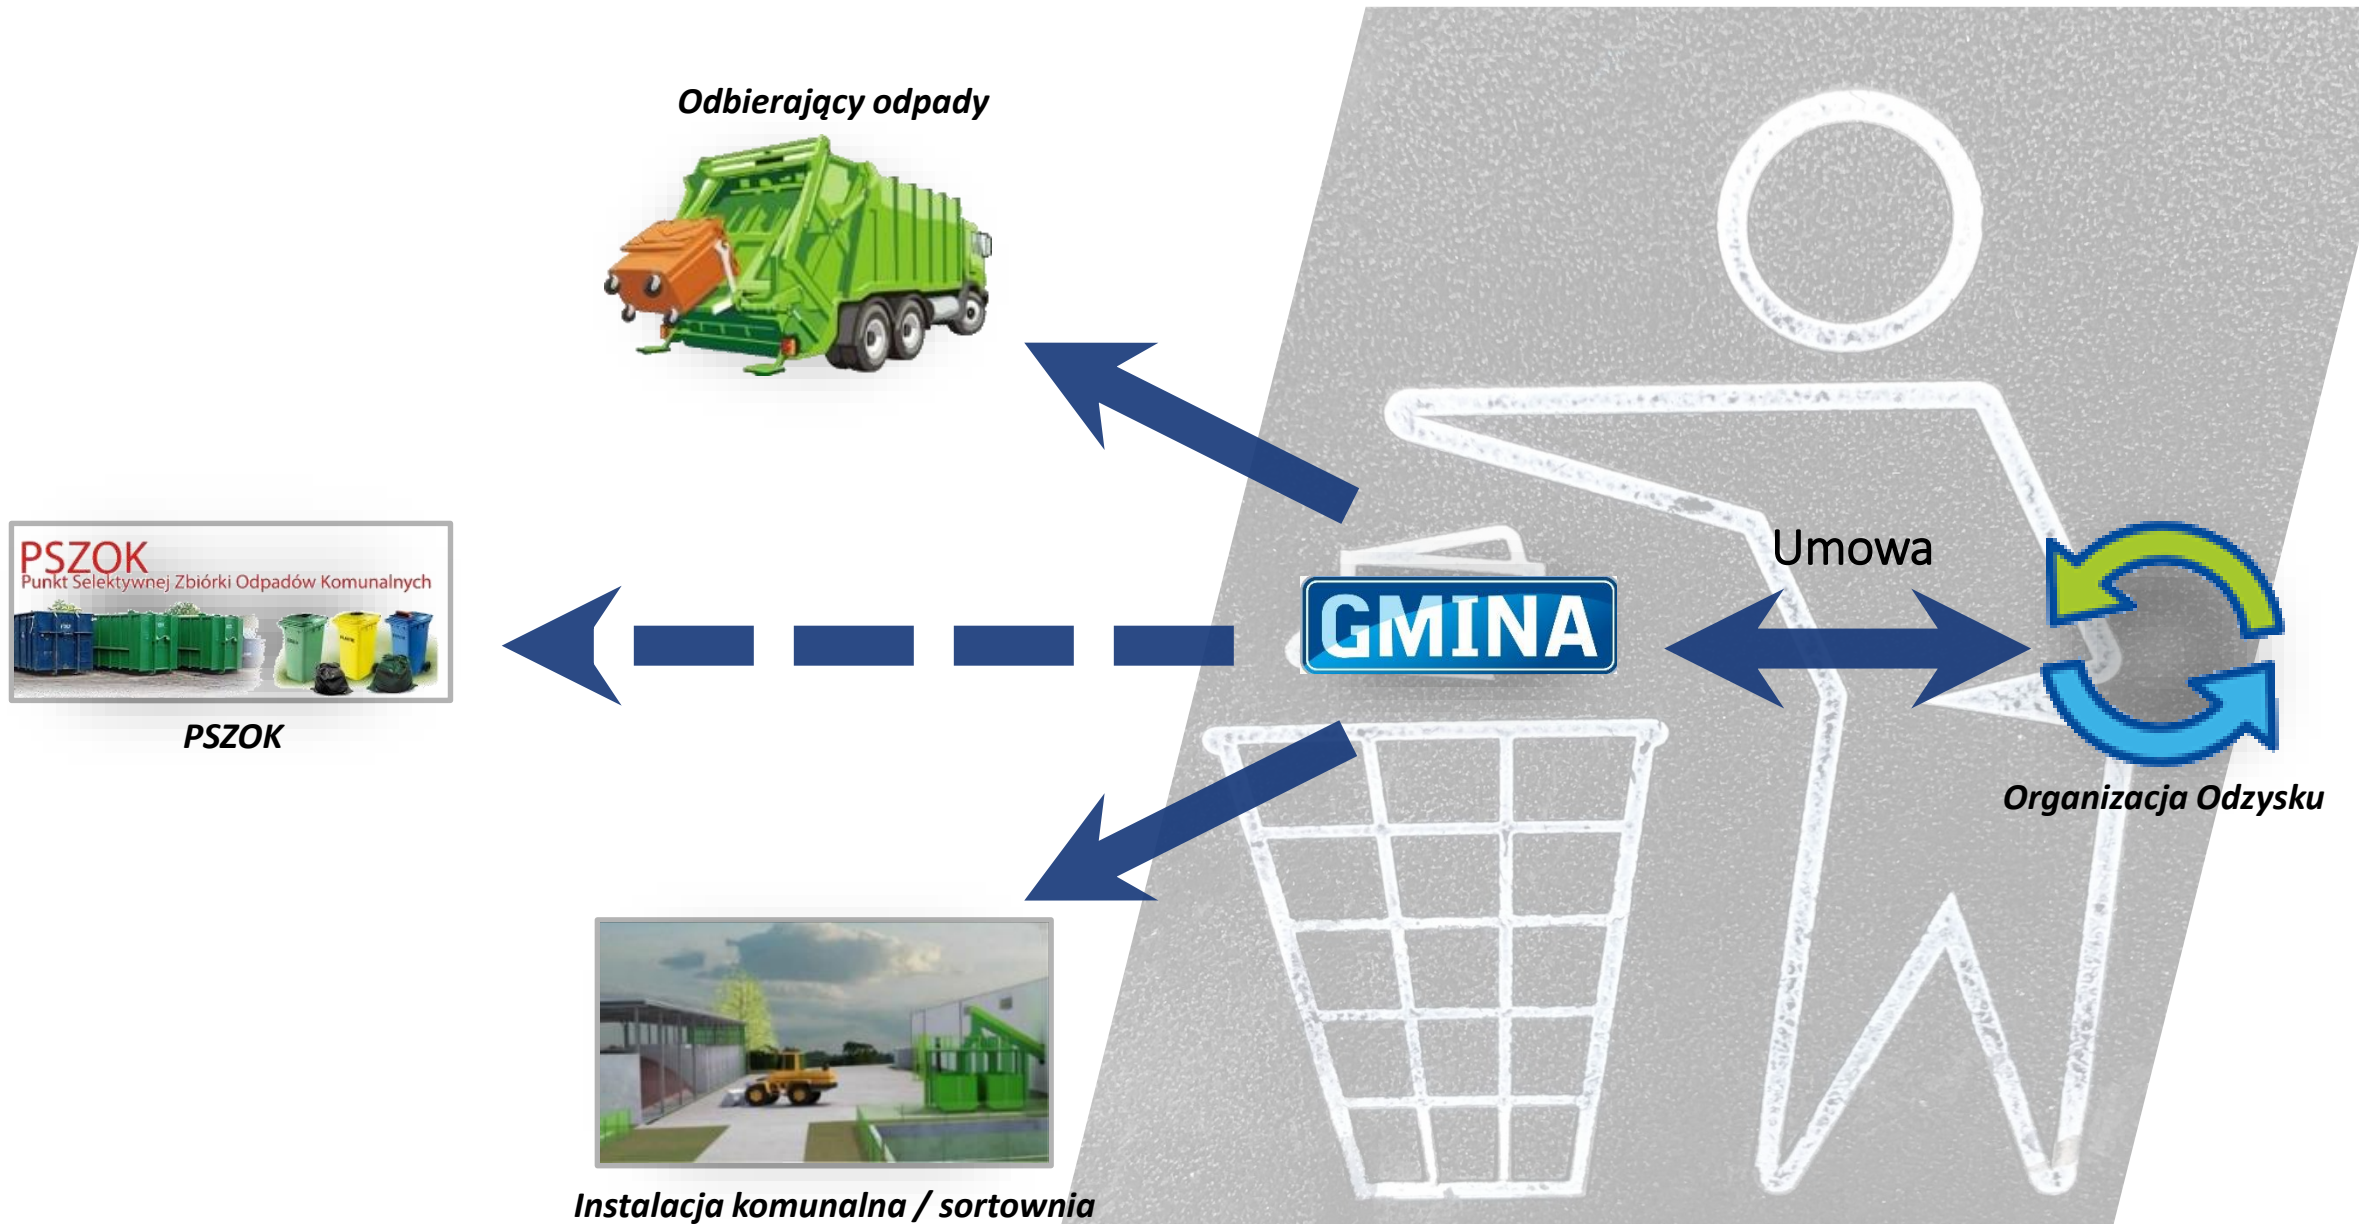 Odbierający odpady
PSZOK
Punkt Selektywnej Zbiórki Odpadów Komunalnych
PSZOK
GMINA
Umowa
Organizacja Odzysku
Instalacja komunalna / sortownia